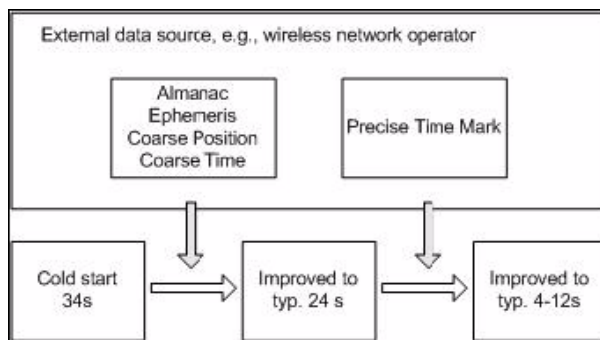 External data source, e.g., wireless network operator
Almanac
Ephemeris
Coarse Position
Coarse Time
Precise Time Mark
Cold start
34s
Improved to
typ. 24 s
Improved to
typ. 4-12s